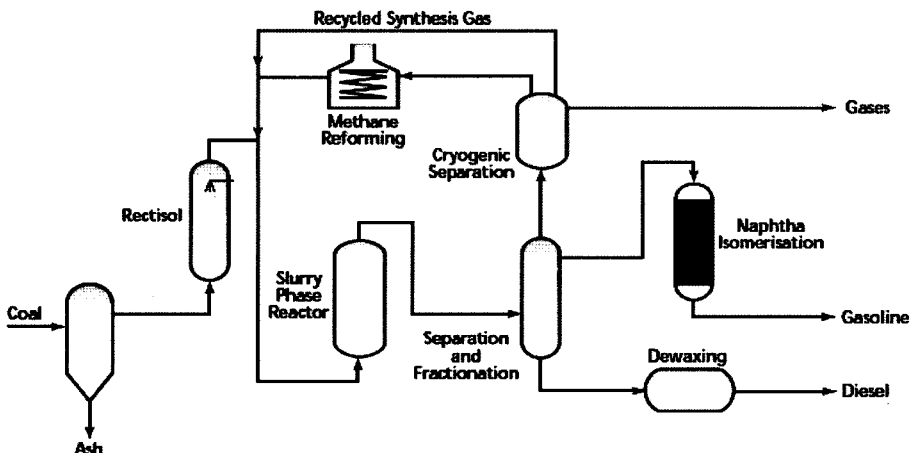 Recycled Synthesis Gas
Methane
Reforming
Gases
Cryogenic
Separation
Rectisol
Naphtha
Isomerisation
Slurry
Phase
Reactor
Coal
Gasoline
Separation
and
Fractionation
Dewaxing
Diesel
Ash